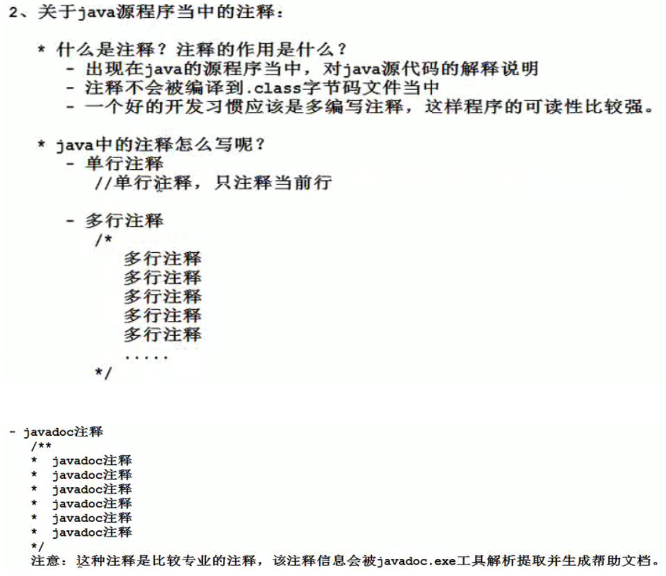 2、关于java源程序当中的注释：
* 什么是注释？注释的作用是什么？
- 出现在java的源程序当中，对java源代码的解释说明
- 注释不会被编译到.class字节码文件当中
- 一个好的开发习惯应该是多编写注释，这样程序的可读性比较强。
* java中的注释怎么写呢？
- 单行注释
//单行注释，只注释当前行
- 多行注释
/*
多行注释
多行注释
多行注释
多行注释
多行注释
.....
*/
- javadoc注释
/**
* javadoc注释
* javadoc注释
* javadoc注释
* javadoc注释
* javadoc注释
* javadoc注释
*/
注意：这种注释是比较专业的注释，该注释信息会被javadoc.exe工具解析提取并生成帮助文档。